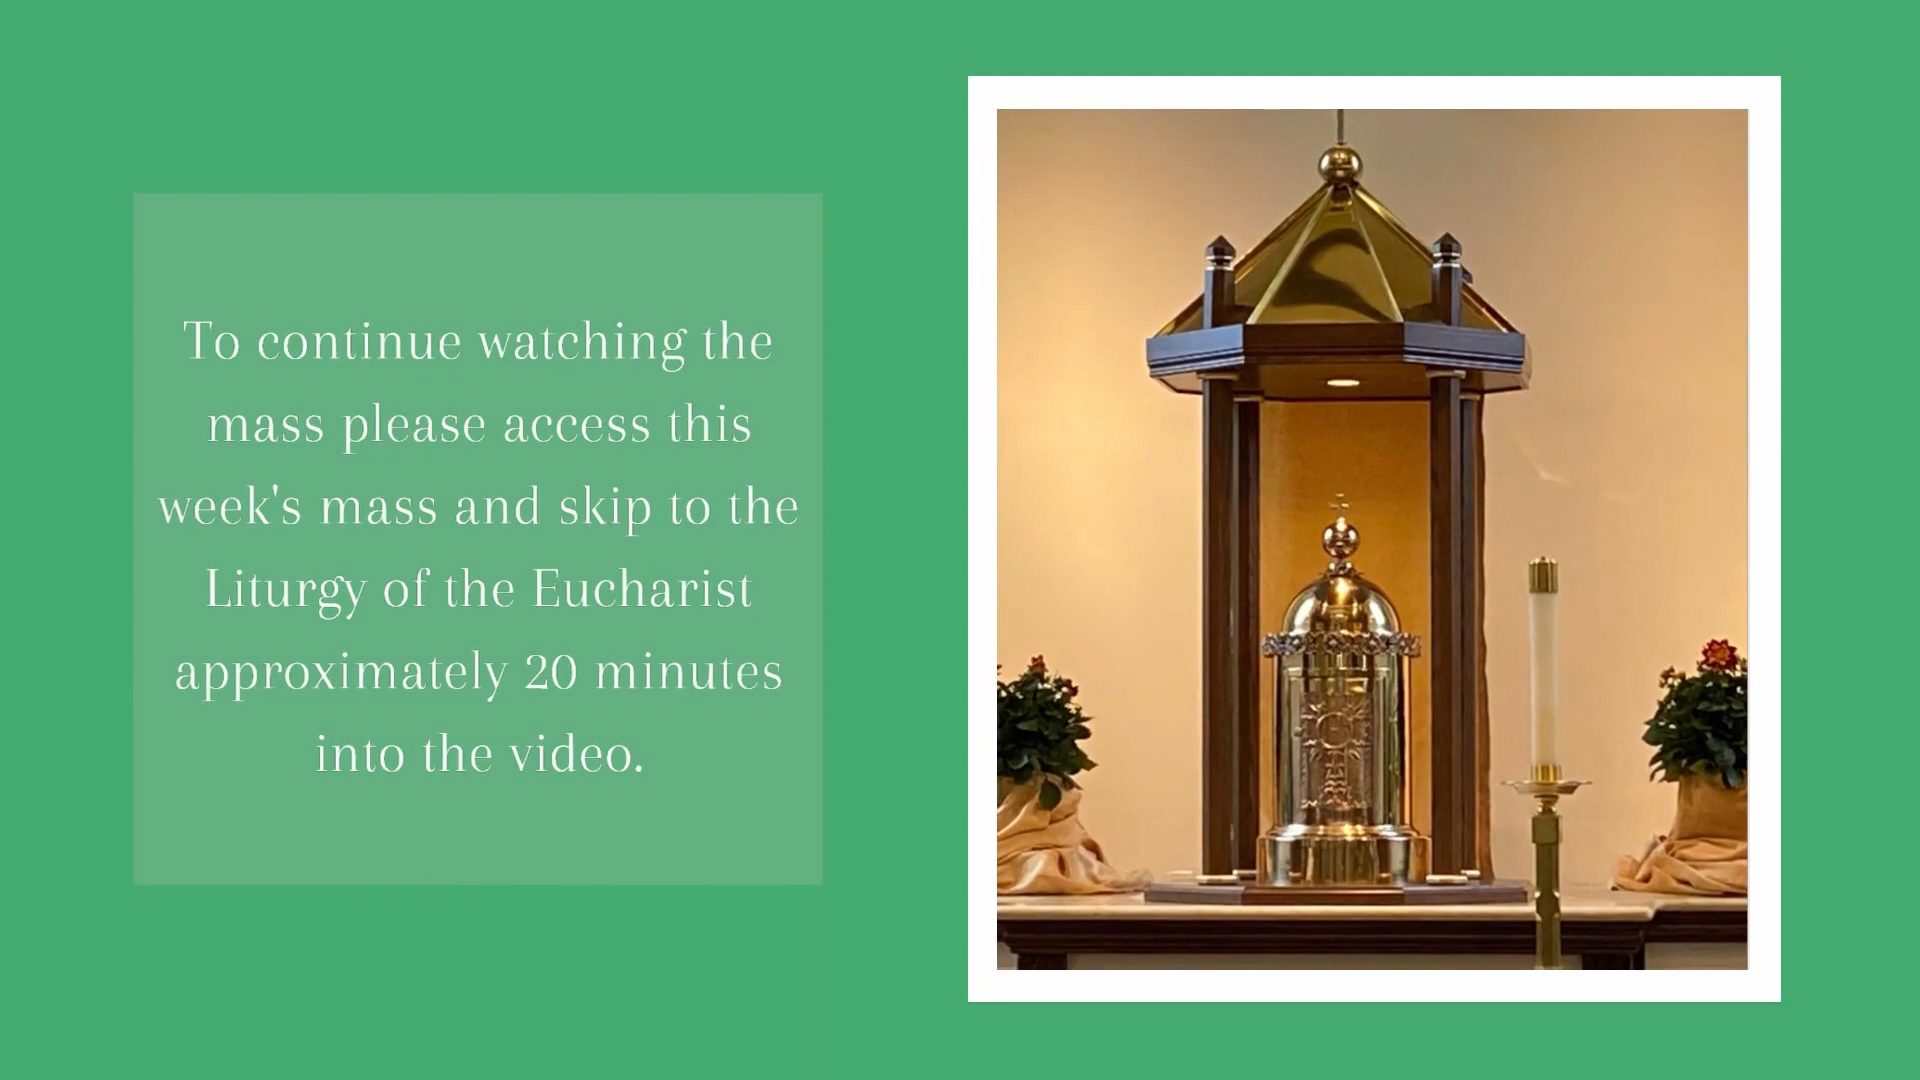 To continue watching the
mass please access this
week's mass and skip to the
Liturgy of the Eucharist
approximately 20 minutes
into the video.